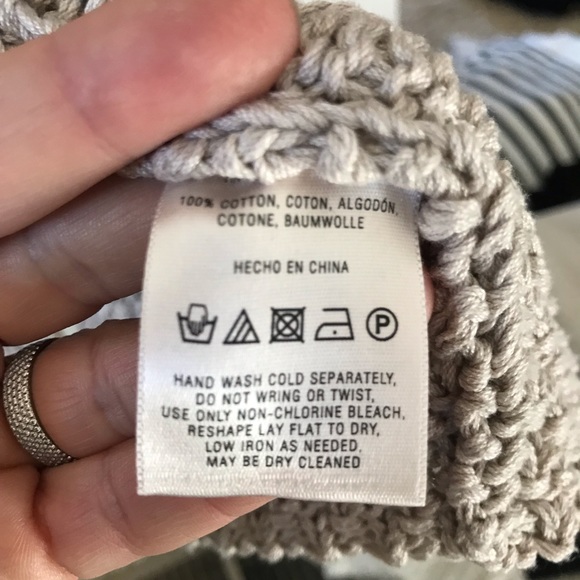 100% COTTON, COTON, ALGODÓN,
COTONE, BAUMWOLLE
HECHO EN CHINA
P
HAND WASH COLD SEPARATELY,
DO NOT WRING OR TWIST,
USE ONLY NON-CHLORINE BLEACH,
RESHAPE LAY FLAT TO DRY,
LOW IRON AS NEEDED,
MAY BE DRY CLEANED